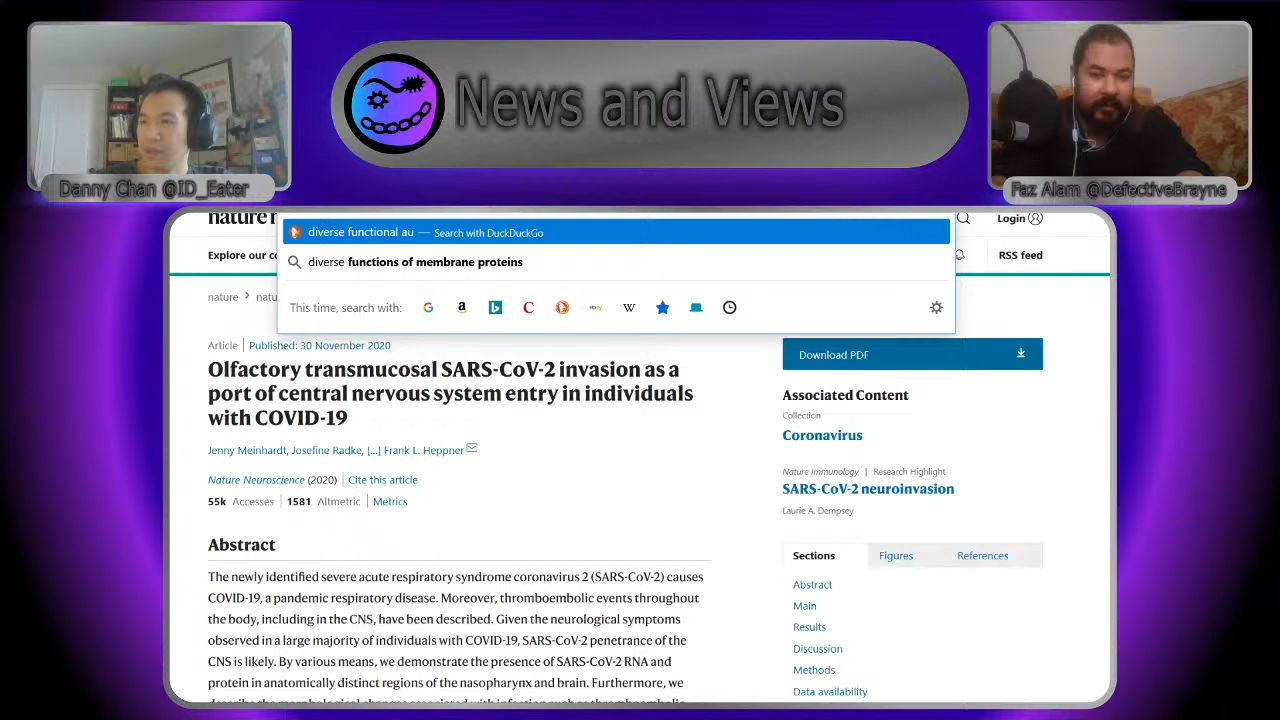 News and Views
Danny Chan @ID_Eater
Faz Alam @DefectiveBrayne
diverse functional au — Search with DuckDuckGo
diverse functions of membrane proteins
This time, search with:
Login
Explore our
RSS feed
nature >
Article | Published: 30 November 2020
Olfactory transmucosal SARS-CoV-2 invasion as a
port of central nervous system entry in individuals
with COVID-19
Jenny Meinhardt, Josefine Radke, [...] Frank L. Heppner
Nature Neuroscience (2020) | Cite this article
55k Accesses | 1581 Altmetric | Metrics
Abstract
The newly identified severe acute respiratory syndrome coronavirus 2 (SARS-CoV-2) causes
COVID-19, a pandemic respiratory disease. Moreover, thromboembolic events throughout
the body, including in the CNS, have been described. Given the neurological symptoms
observed in a large majority of individuals with COVID-19, SARS-CoV-2 penetrance of the
CNS is likely. By various means, we demonstrate the presence of SARS-CoV-2 RNA and
protein in anatomically distinct regions of the nasopharynx and brain. Furthermore, we
Download PDF
Associated Content
Collection
Coronavirus
Nature Immunology | Research Highlight
SARS-CoV-2 neuroinvasion
Laurie A. Dempsey
Sections Figures References
Abstract
Main
Results
Discussion
Methods
Data availability